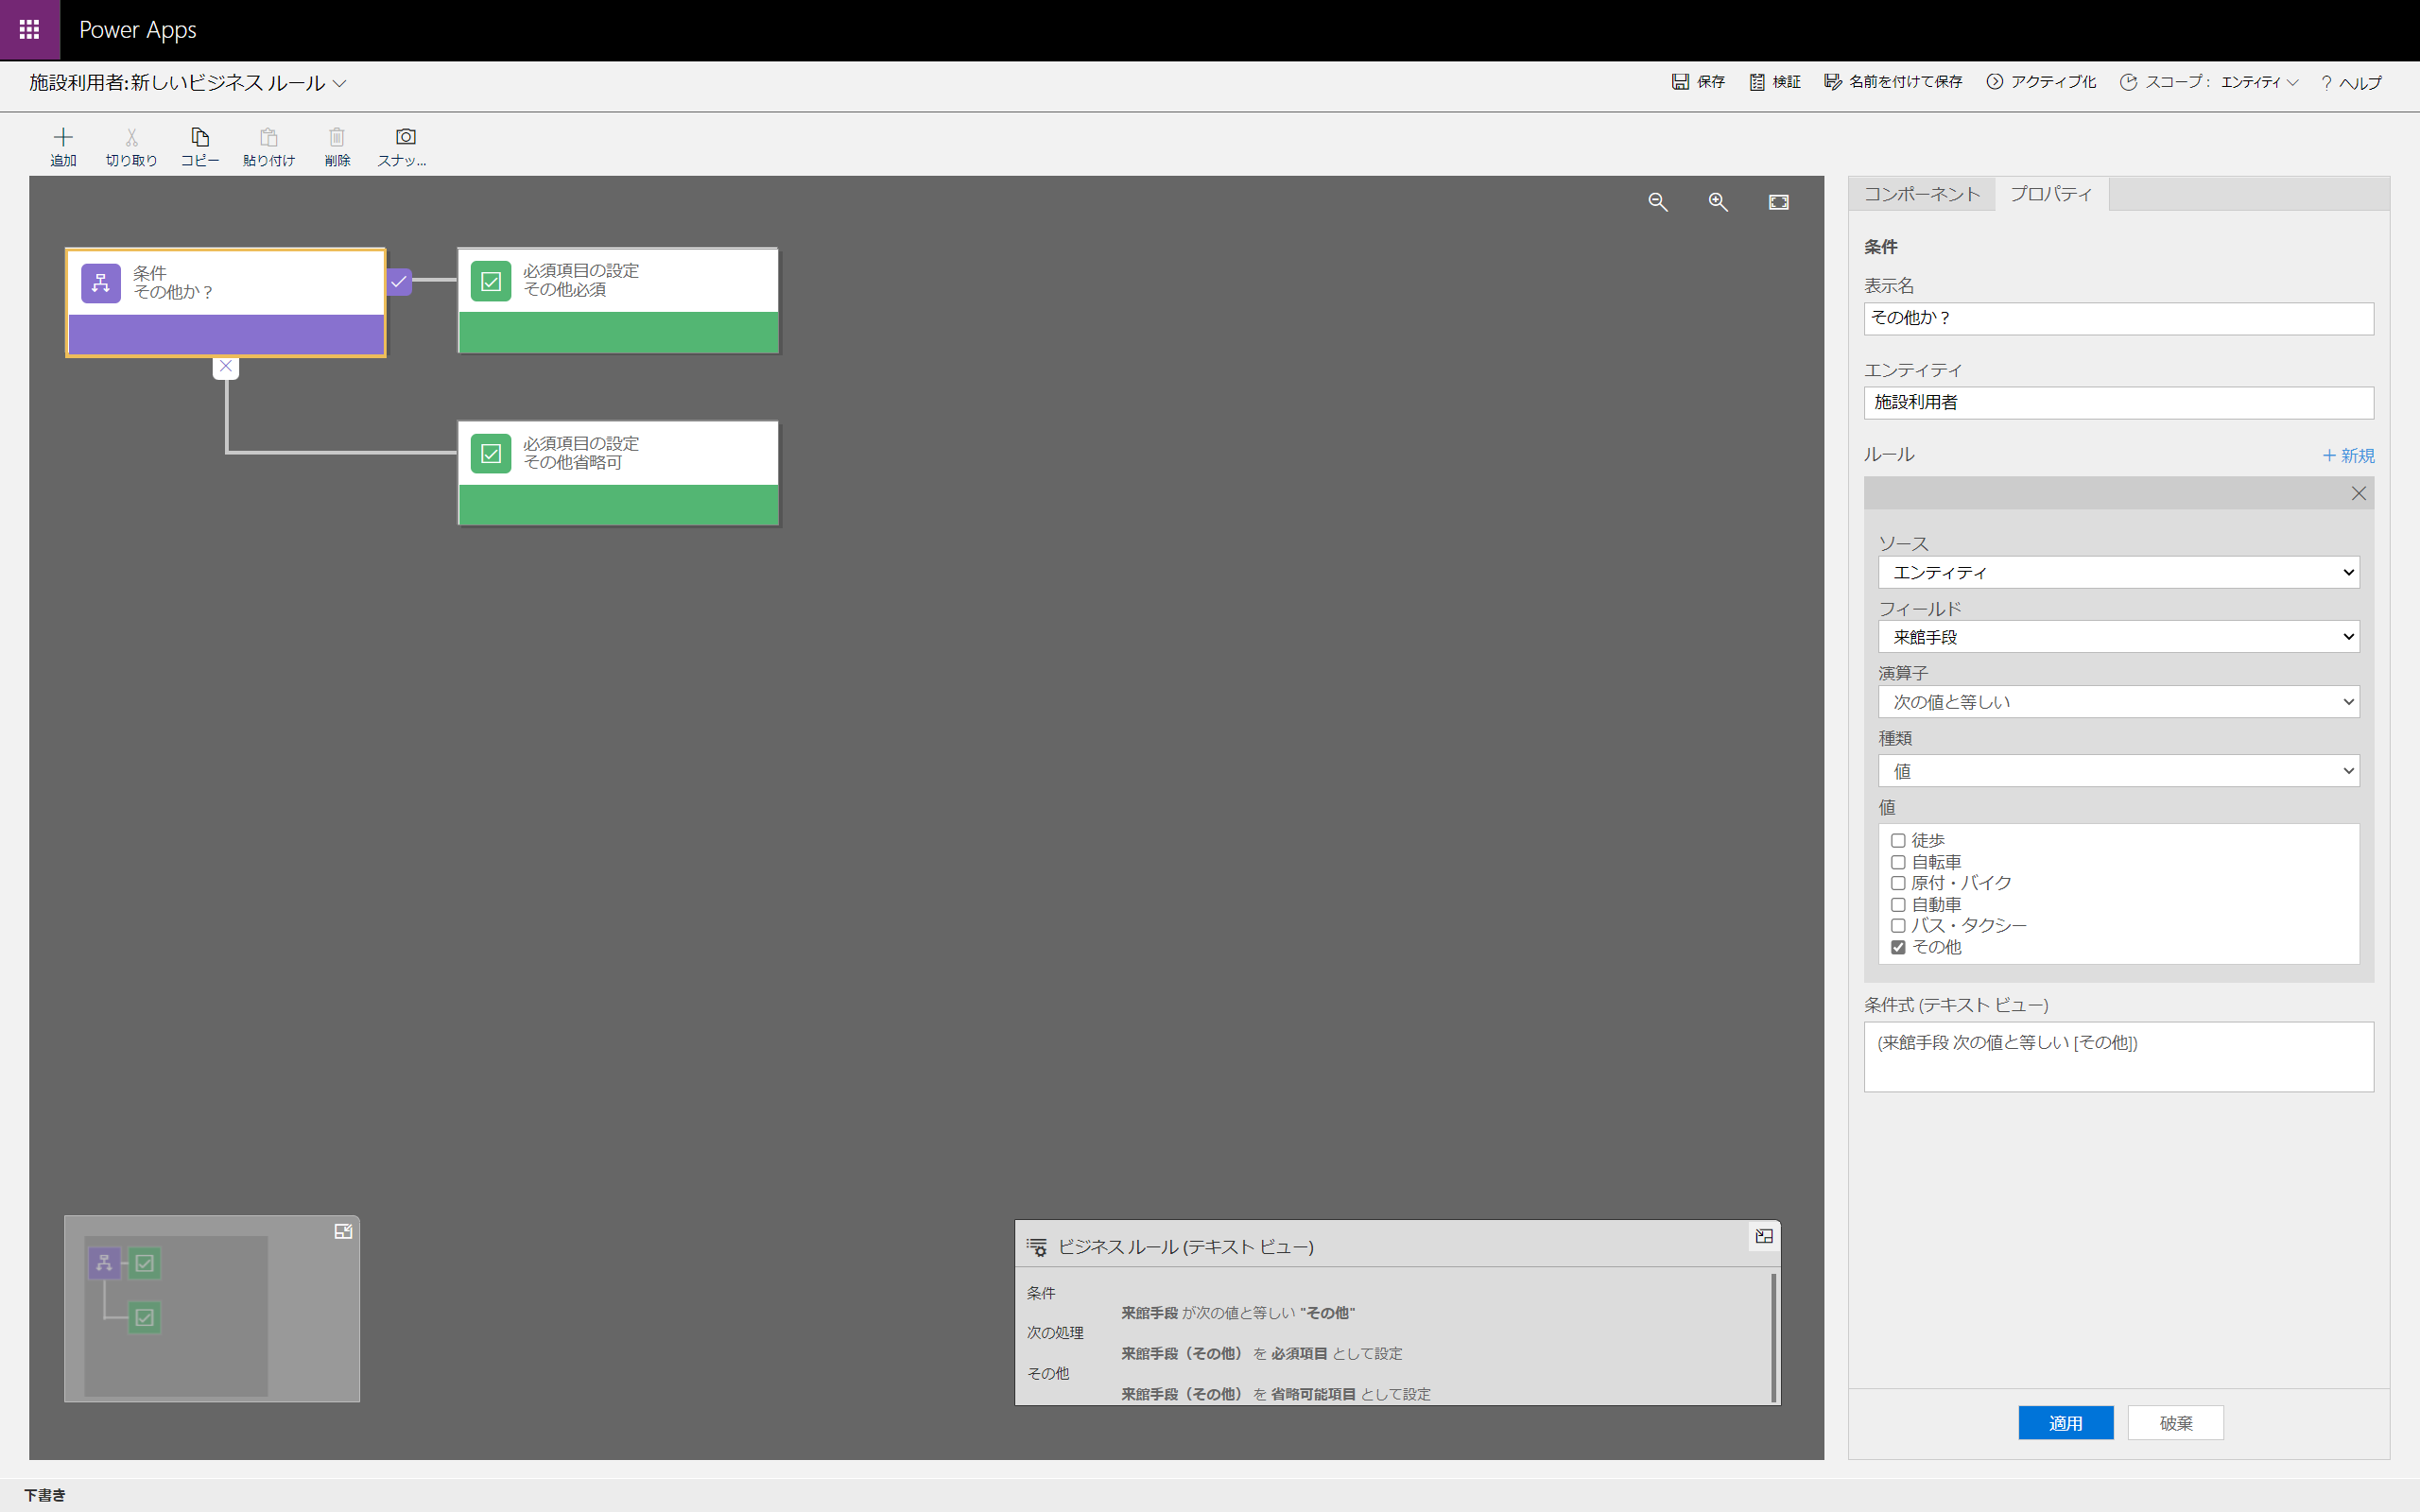 Power Apps
施設利用者:新しいビジネス ルール
保存 検証 名前を付けて保存 アクティブ化 スコープ : エンティティ ? ヘルプ
追加 切り取り コピー 貼り付け 削除 スナッ...
コンポーネント プロパティ
条件
その他か？
必須項目の設定
その他必須
必須項目の設定
その他省略可
条件
表示名
その他か？
エンティティ
施設利用者
ルール
+ 新規
ソース
エンティティ
フィールド
来館手段
演算子
次の値と等しい
種類
値
値
徒歩
自転車
原付・バイク
自動車
バス・タクシー
その他
条件式 (テキスト ビュー)
(来館手段 次の値と等しい [その他])
ビジネス ルール (テキスト ビュー)
条件
来館手段 が次の値と等しい "その他"
次の処理
来館手段（その他） を 必須項目 として設定
その他
来館手段（その他） を 省略可能項目 として設定
適用 破棄
下書き